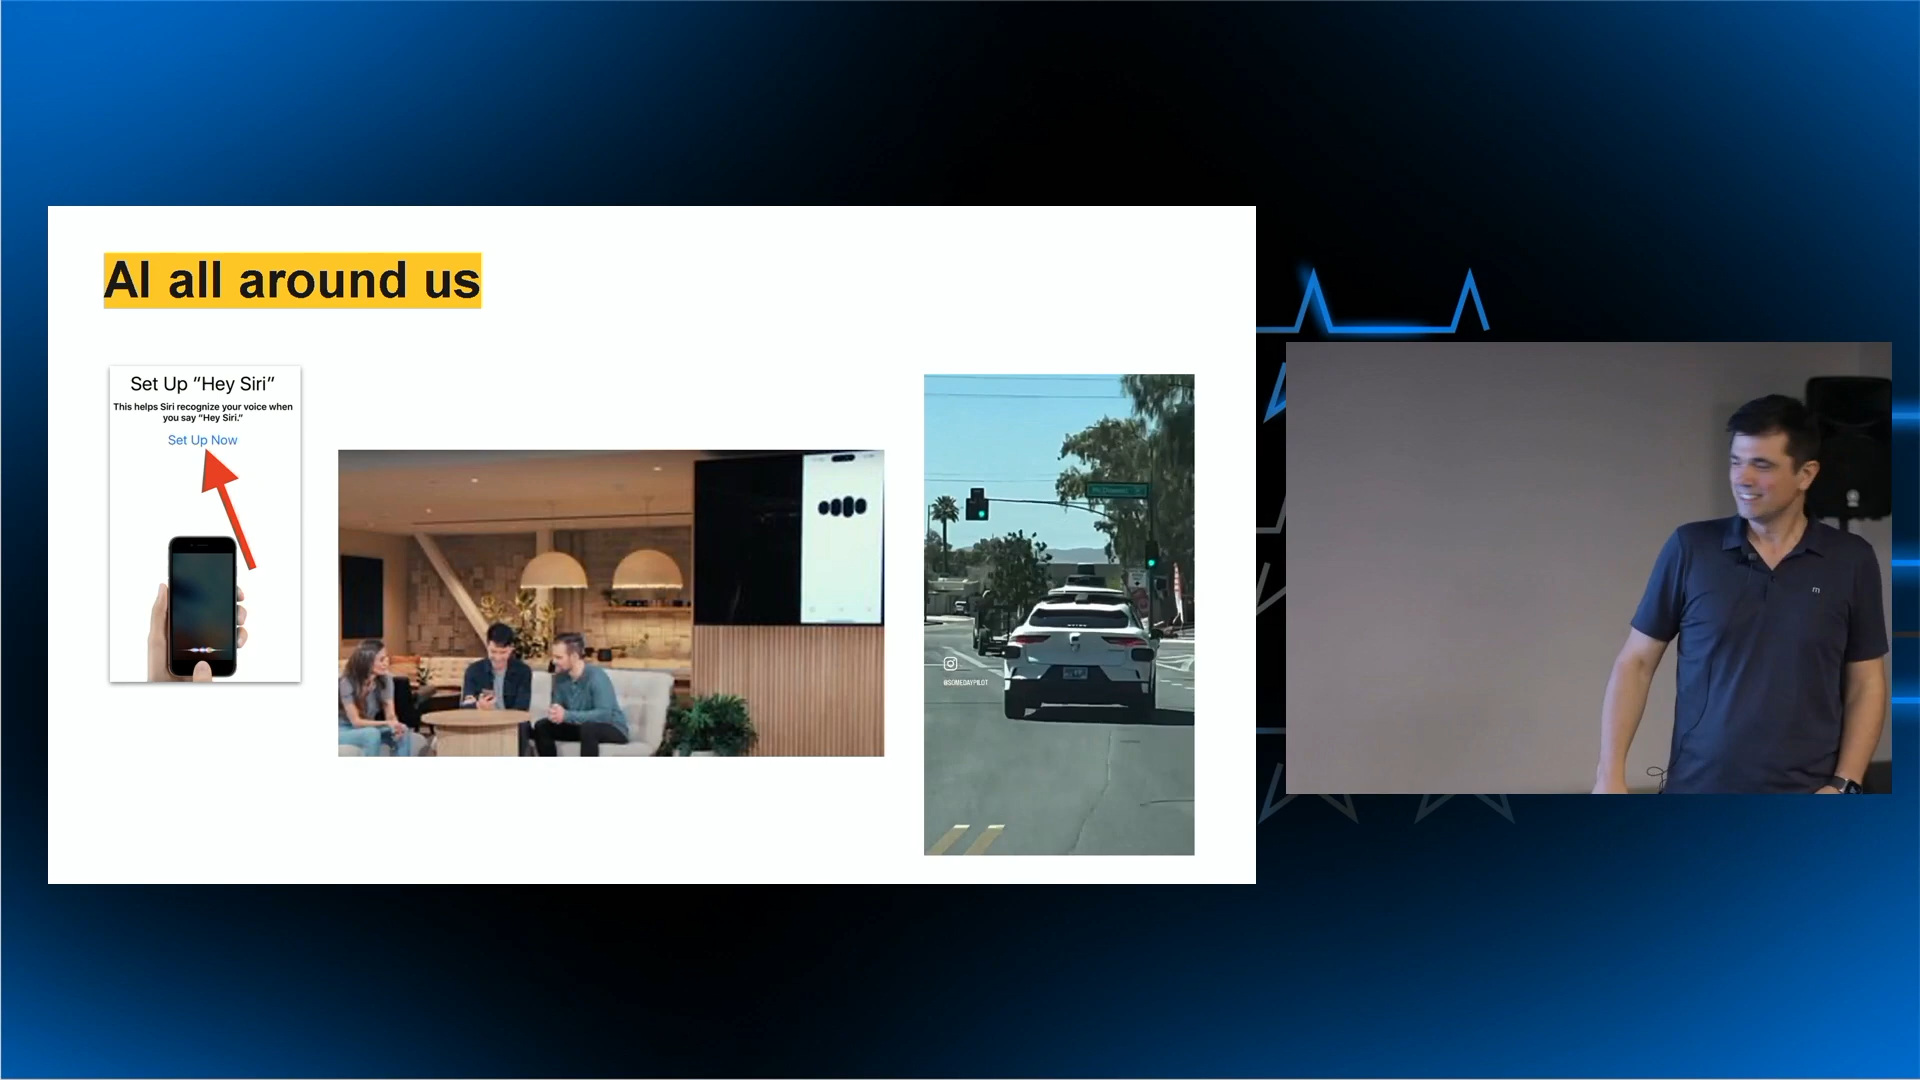 AI all around us
Set Up “Hey Siri”
This helps Siri recognize your voice when
you say “Hey Siri.”
Set Up Now
@SOMEDAYPILOT
m